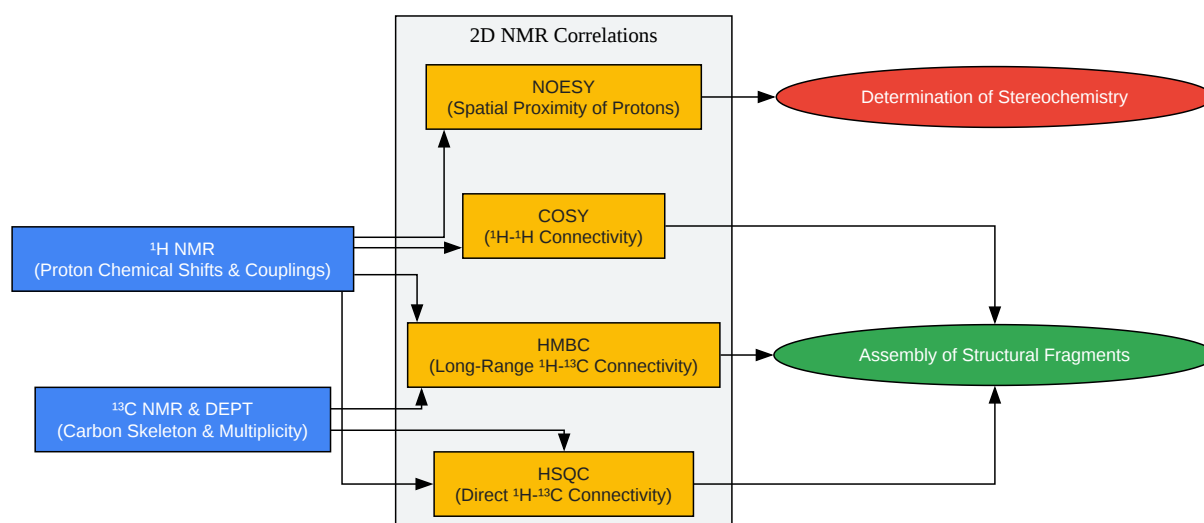 2D NMR Correlations
NOESY
(Spatial Proximity of Protons)
Determination of Stereochemistry
COSY
(¹H-¹H Connectivity)
¹H NMR
(Proton Chemical Shifts & Couplings)
HMBC
(Long-Range ¹H-¹³C Connectivity)
Assembly of Structural Fragments
¹³C NMR & DEPT
(Carbon Skeleton & Multiplicity)
HSQC
(Direct ¹H-¹³C Connectivity)